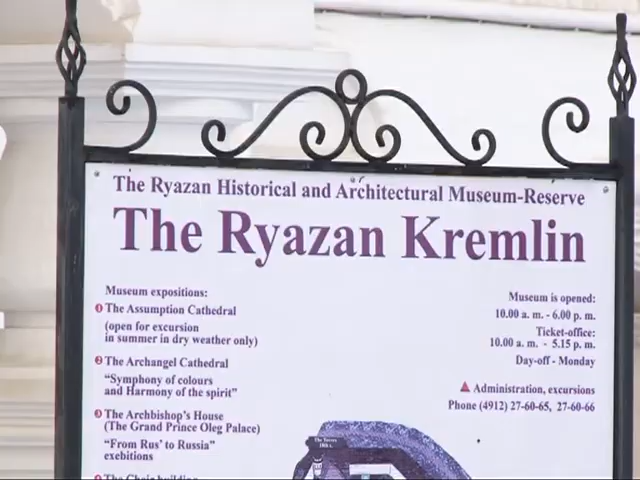 The Ryazan Historical and Architectural Museum-Reserve
The Ryazan Kremlin
Museum expositions:
1 The Assumption Cathedral
(open for excursion
in summer in dry weather only)
2 The Archangel Cathedral
“Symphony of colours
and Harmony of the spirit”
3 The Archbishop's House
(The Grand Prince Oleg Palace)
“From Rus’ to Russia”
exebitions
The Choir building
Museum is opened:
10.00 a. m. - 6.00 p. m.
Ticket-office:
10.00 a. m. - 5.15 p. m.
Day-off - Monday
Administration, excursions
Phone (4912) 27-60-65, 27-60-66